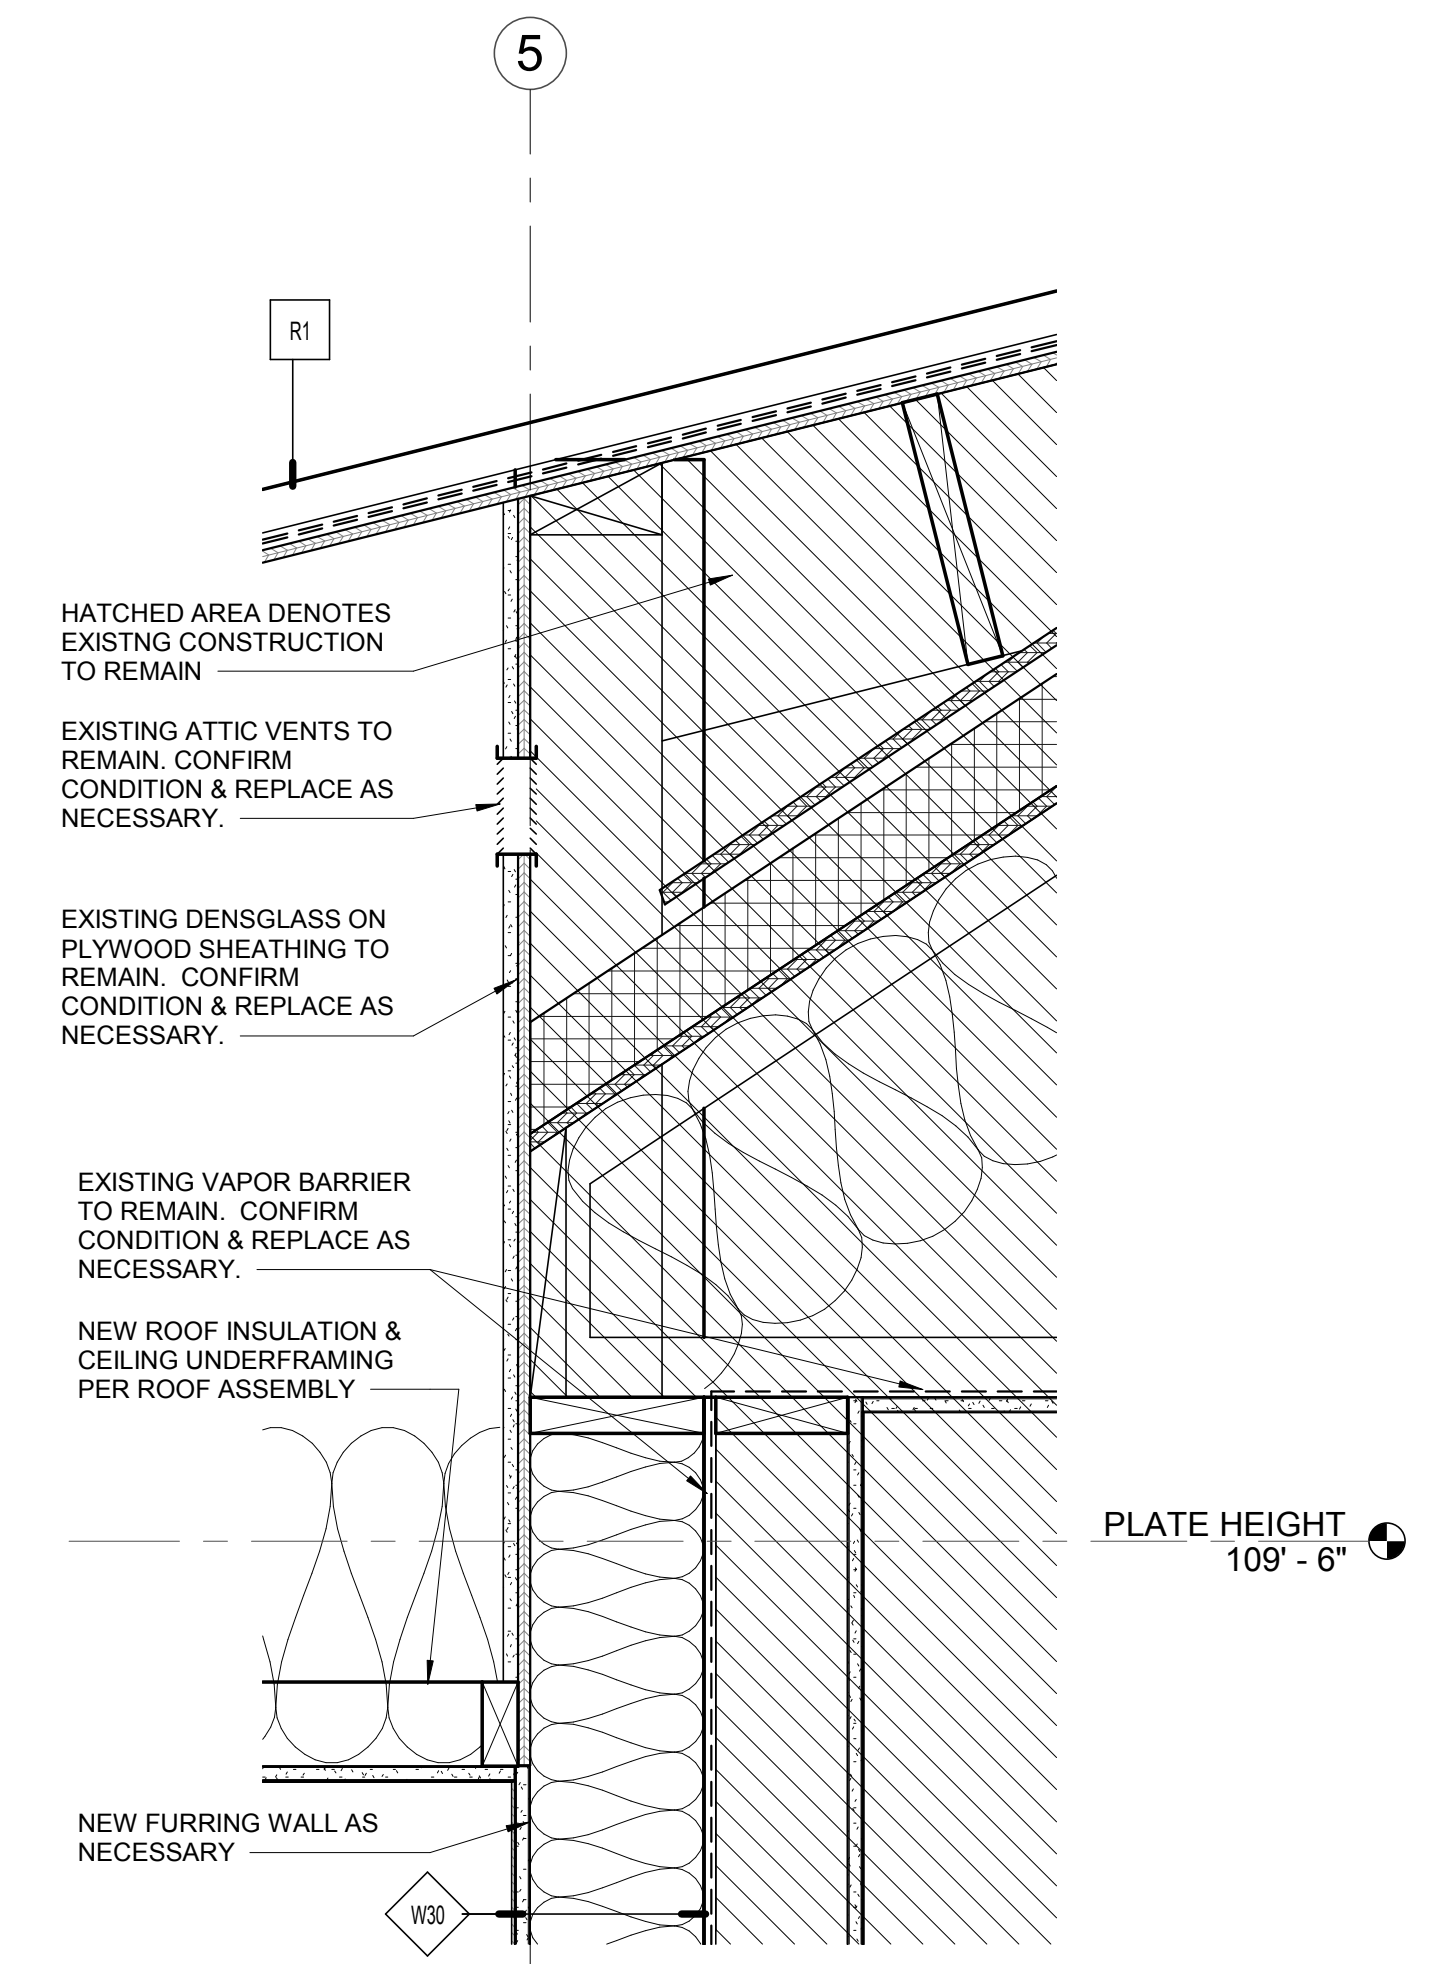 5
R1
HATCHED AREA DENOTES
EXISTNG CONSTRUCTION
TO REMAIN
EXISTING ATTIC VENTS TO
REMAIN. CONFIRM
CONDITION & REPLACE AS
NECESSARY.
EXISTING DENSGLASS ON
PLYWOOD SHEATHING TO
REMAIN. CONFIRM
CONDITION & REPLACE AS
NECESSARY.
EXISTING VAPOR BARRIER
TO REMAIN. CONFIRM
CONDITION & REPLACE AS
NECESSARY.
NEW ROOF INSULATION &
CEILING UNDERFRAMING
PER ROOF ASSEMBLY
PLATE HEIGHT
109' - 6"
NEW FURRING WALL AS
NECESSARY
W30